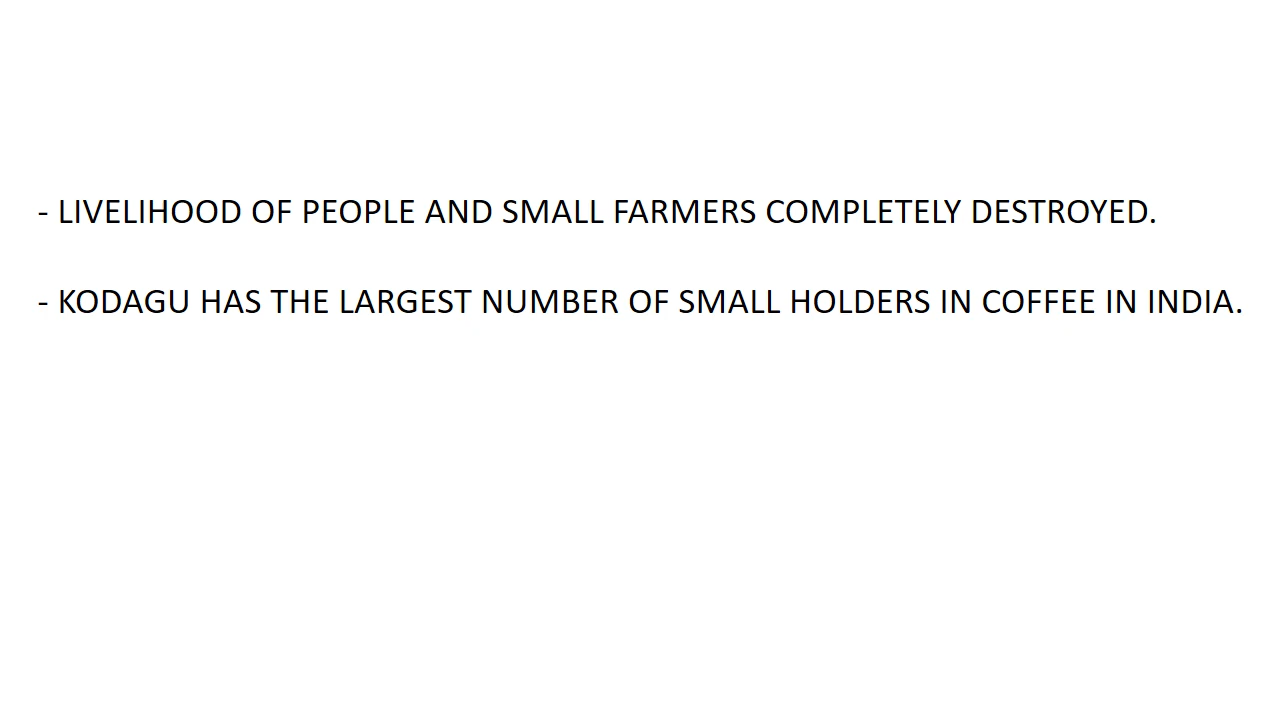 - LIVELIHOOD OF PEOPLE AND SMALL FARMERS COMPLETELY DESTROYED.
- KODAGU HAS THE LARGEST NUMBER OF SMALL HOLDERS IN COFFEE IN INDIA.